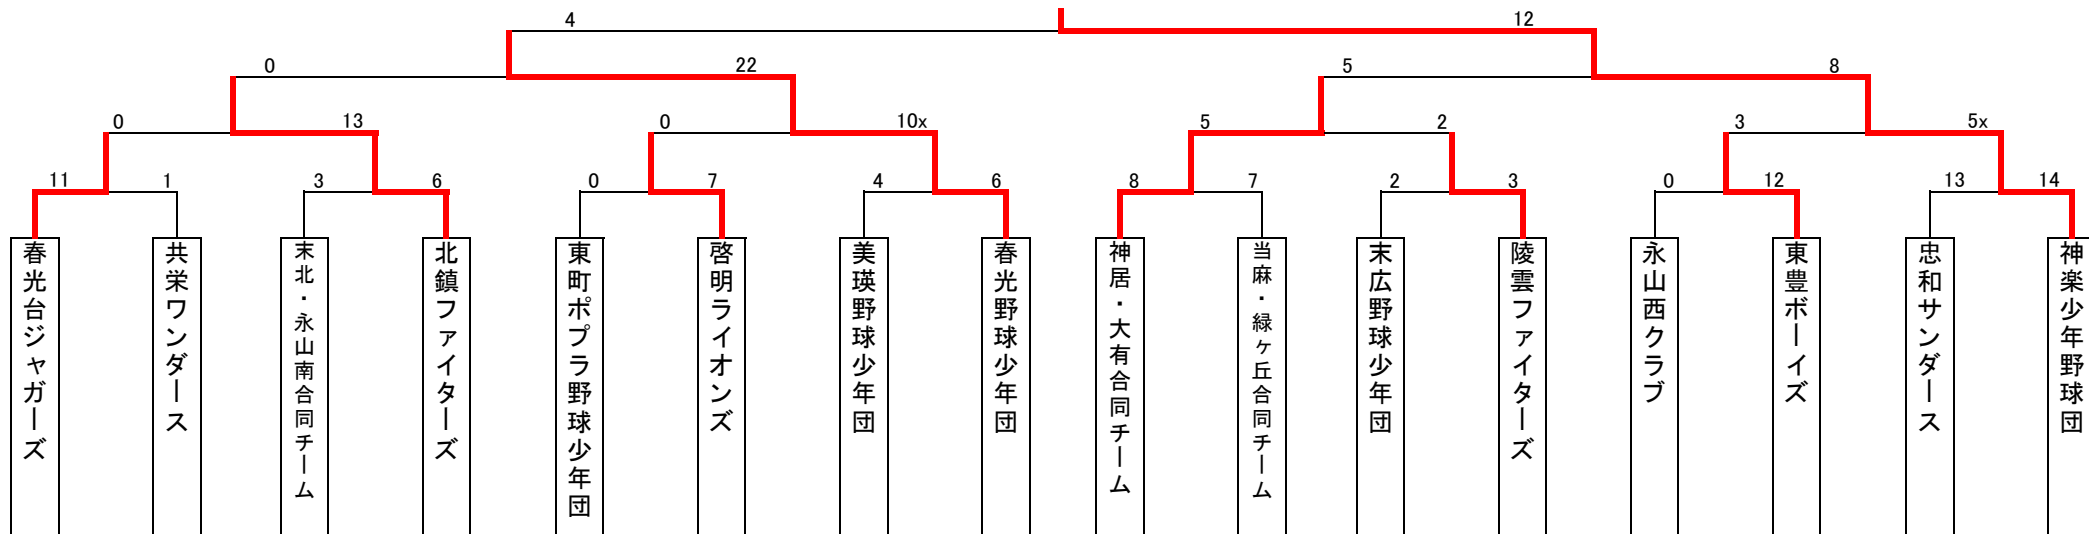 4 12
0 22 5 8
0 13 0 10x 5 2 3 5x
11 1 3 6 0 7 4 6 8 7 2 3 0 12 13 14
春光台ジャガーズ
共栄ワンダース
末北・永山南合同チーム
北鎮ファイターズ
東町ポプラ野球少年団
啓明ライオンズ
美瑛野球少年団
春光野球少年団
神居・大有合同チーム
当麻・緑ヶ丘合同チーム
末広野球少年団
陵雲ファイターズ
永山西クラブ
東豊ボーイズ
忠和サンダース
神楽少年野球団